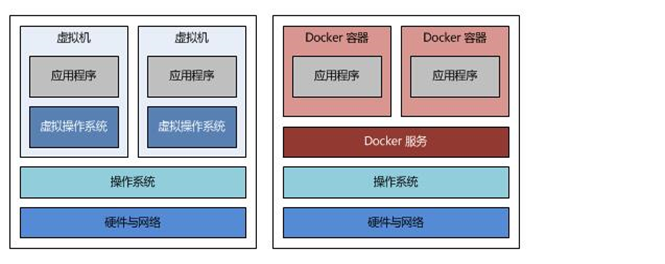 虚拟机
虚拟机
应用程序
应用程序
虚拟操作系统
虚拟操作系统
操作系统
硬件与网络
Docker 容器
Docker 容器
应用程序
应用程序
Docker 服务
操作系统
硬件与网络